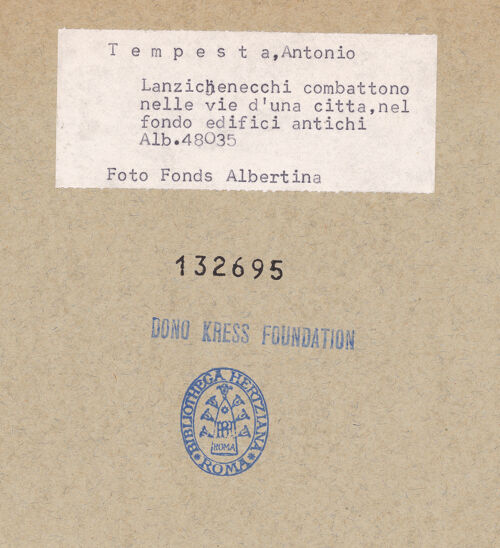 T e m p e s t a,Antonio
Lanzichenecchi combattono
nelle vie d'una citta,nel
fondo edifici antichi
Alb.48035
Foto Fonds Albertina
132695
DONO KRESS FOUNDATION
BIBLIOTHECA HERTZIANA
ROMA
ROMA